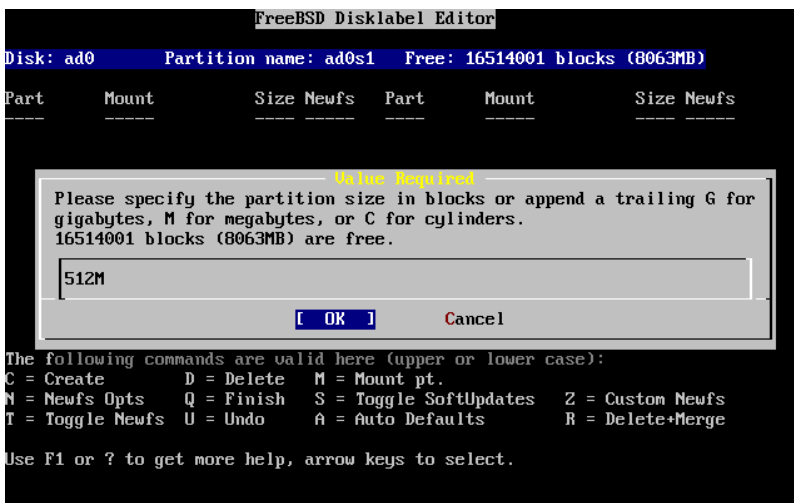 FreeBSD Disklabel Editor
Disk: ad0 Partition name: ad0s1 Free: 16514001 blocks (8063MB)
Part Mount Size Newfs Part Mount Size Newfs
---- ----- ---- ----- ---- ----- ---- -----
Value Required
Please specify the partition size in blocks or append a trailing G for
gigabytes, M for megabytes, or C for cylinders.
16514001 blocks (8063MB) are free.
512M
[ OK ] Cancel
The following commands are valid here (upper or lower case):
C = Create D = Delete M = Mount pt.
N = Newfs Opts Q = Finish S = Toggle SoftUpdates Z = Custom Newfs
T = Toggle Newfs U = Undo A = Auto Defaults R = Delete+Merge
Use F1 or ? to get more help, arrow keys to select.